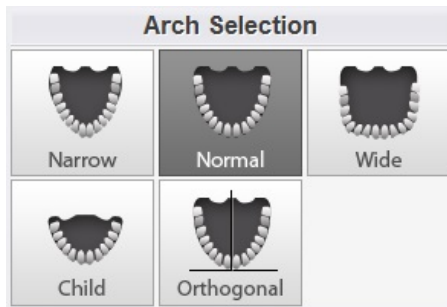 Arch Selection
Narrow
Normal
Wide
Child
Orthogonal